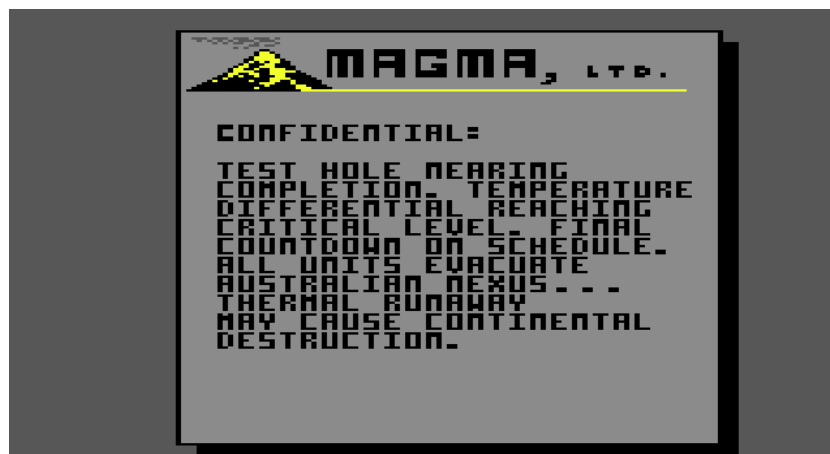 MAGMA, LTD.
CONFIDENTIAL:
TEST HOLE NEARING
COMPLETION. TEMPERATURE
DIFFERENTIAL REACHING
CRITICAL LEVEL. FINAL
COUNTDOWN ON SCHEDULE.
ALL UNITS EVACUATE
AUSTRALIAN NEXUS...
THERMAL RUNAWAY
MAY CAUSE CONTINENTAL
DESTRUCTION.